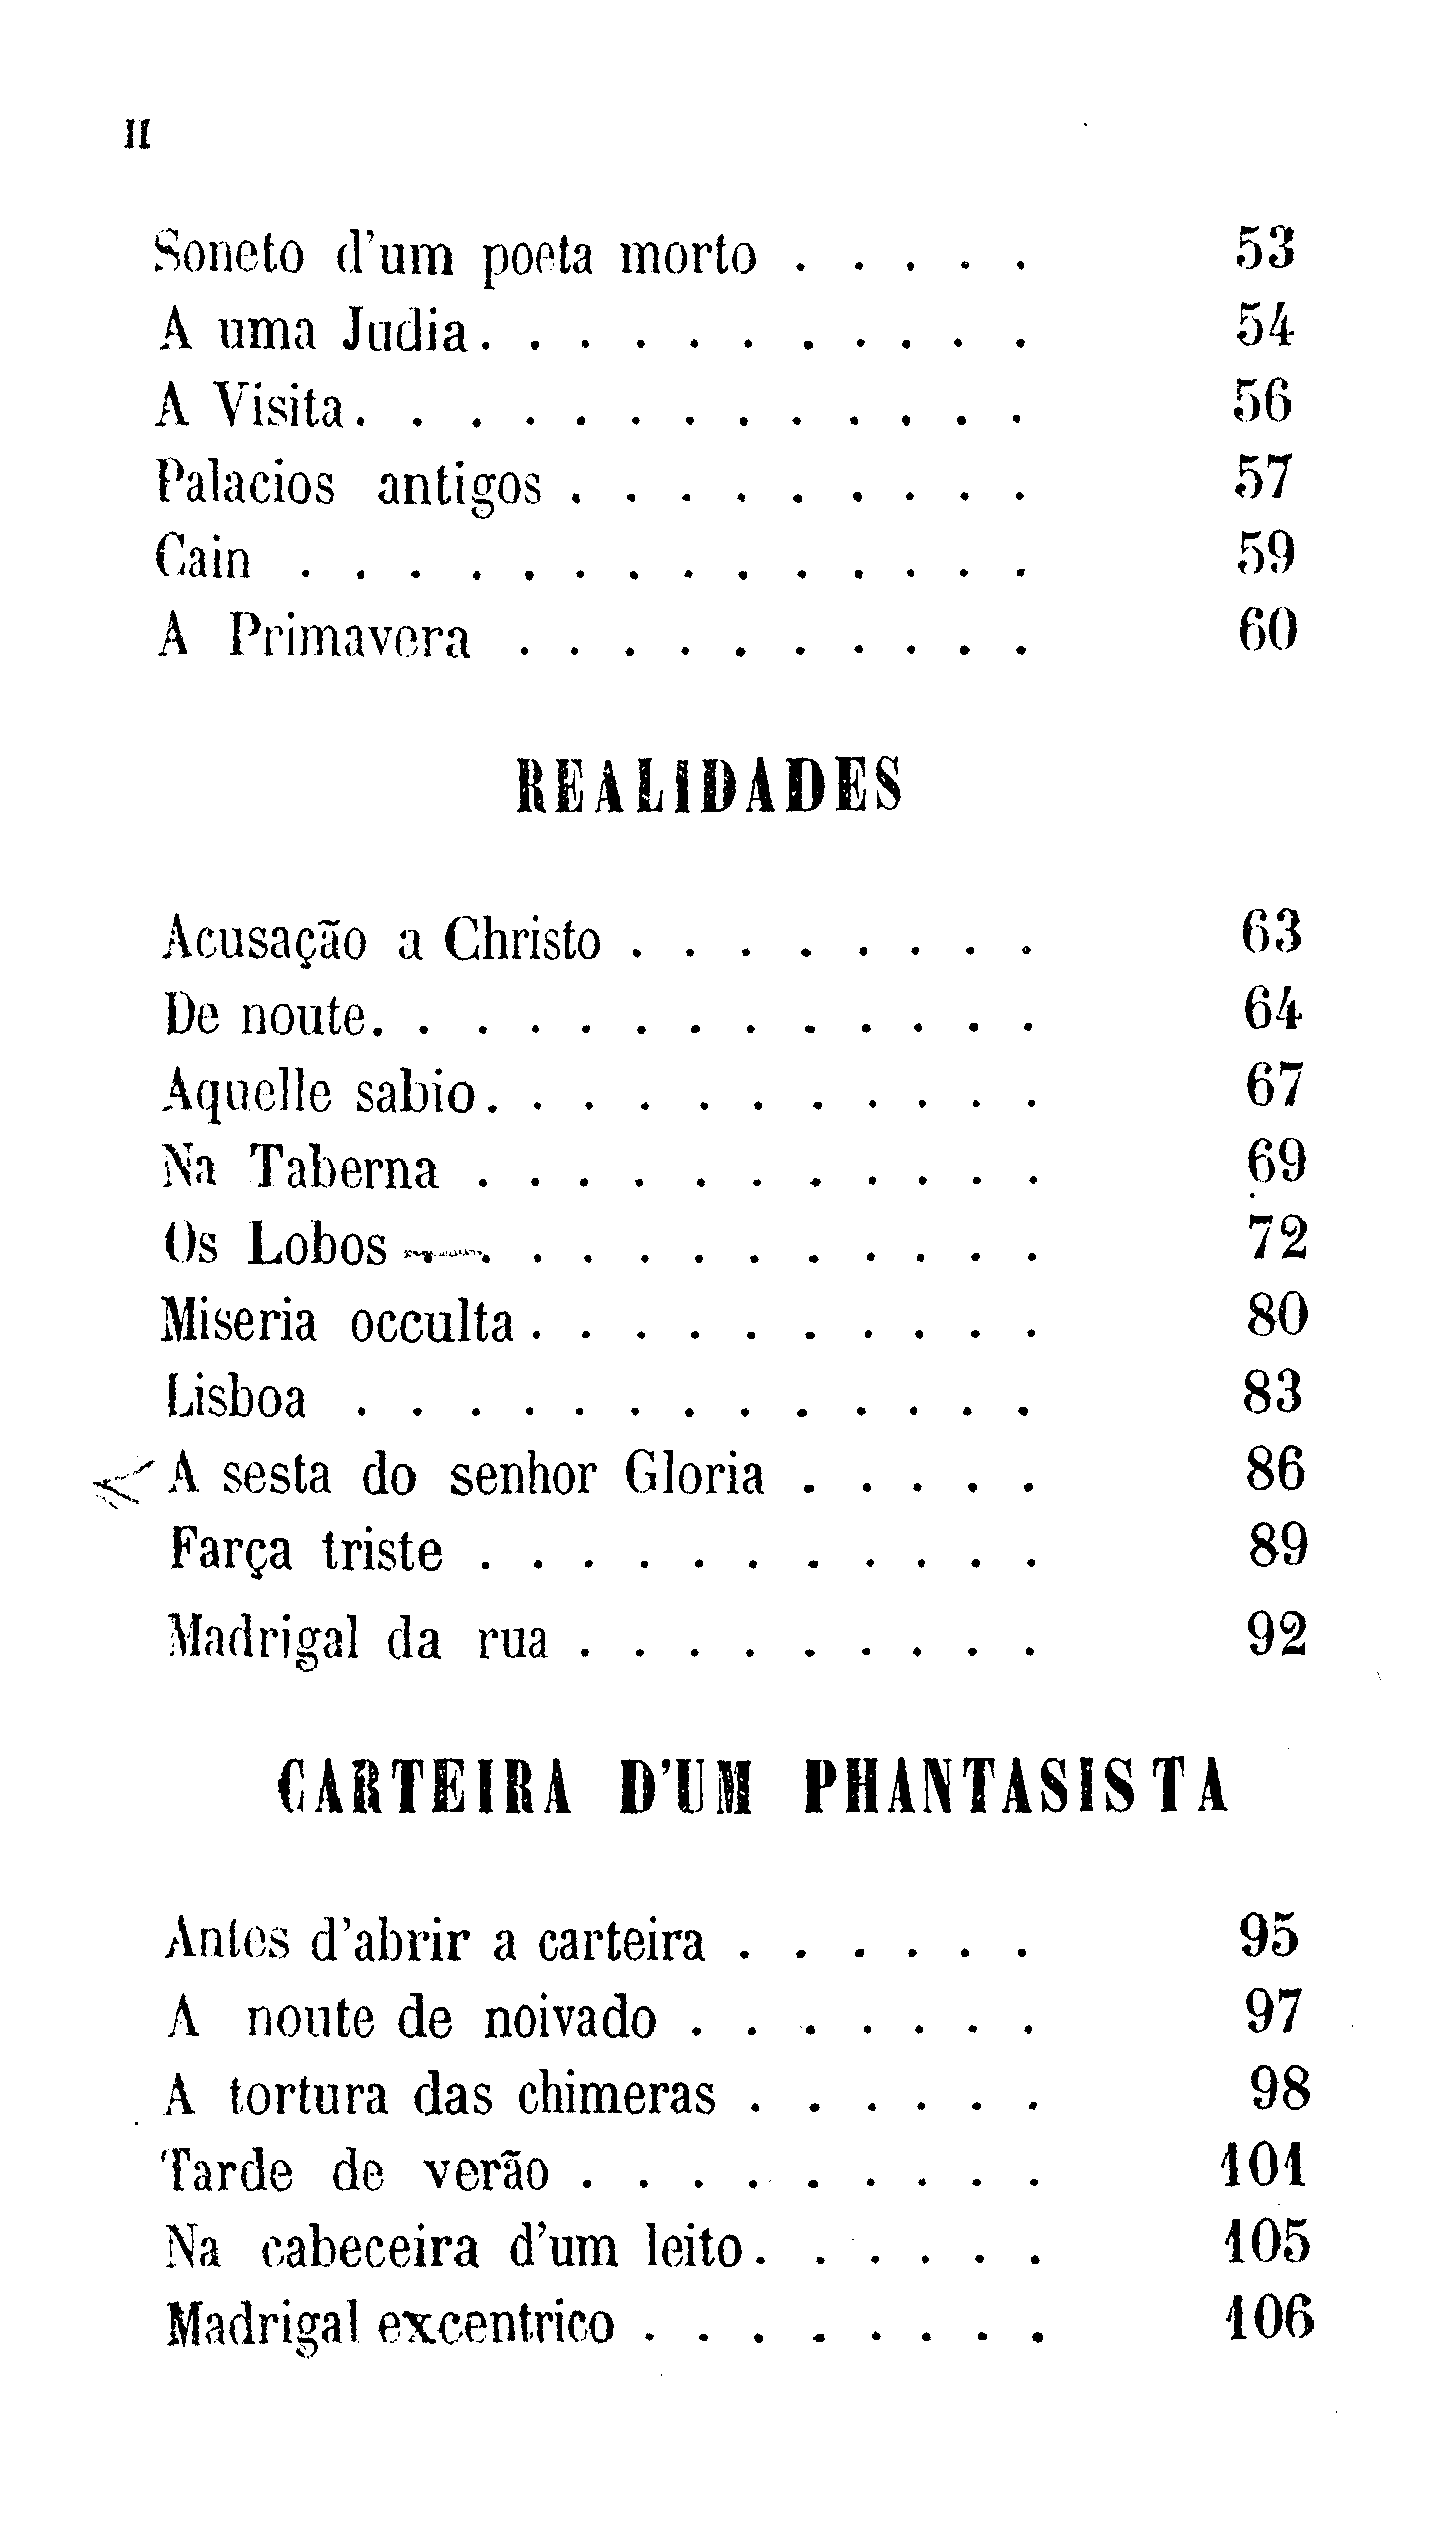 II
Soneto d'um poeta morto . . . . . 53
A uma Judia. . . . . . . . . . . 54
A Visita. . . . . . . . . . . . . 56
Palacios antigos . . . . . . . . . 57
Cain . . . . . . . . . . . . . . 59
A Primavera . . . . . . . . . . 60
REALIDADES
Acusação a Christo . . . . . . . . 63
De noute. . . . . . . . . . . . . 64
Aquelle sabio. . . . . . . . . . . 67
Na Taberna . . . . . . . . . . . 69
Os Lobos . . . . . . . . . . . . 72
Miseria occulta . . . . . . . . . . 80
Lisboa . . . . . . . . . . . . . 83
A sesta do senhor Gloria . . . . . 86
Farça triste . . . . . . . . . . . 89
Madrigal da rua . . . . . . . . . 92
CARTEIRA D'UM PHANTASISTA
Antes d'abrir a carteira . . . . . . 95
A noute de noivado . . . . . . . 97
A tortura das chimeras . . . . . . 98
Tarde de verão . . . . . . . . . 101
Na cabeceira d'um leito. . . . . . 105
Madrigal excentrico . . . . . . . . 106